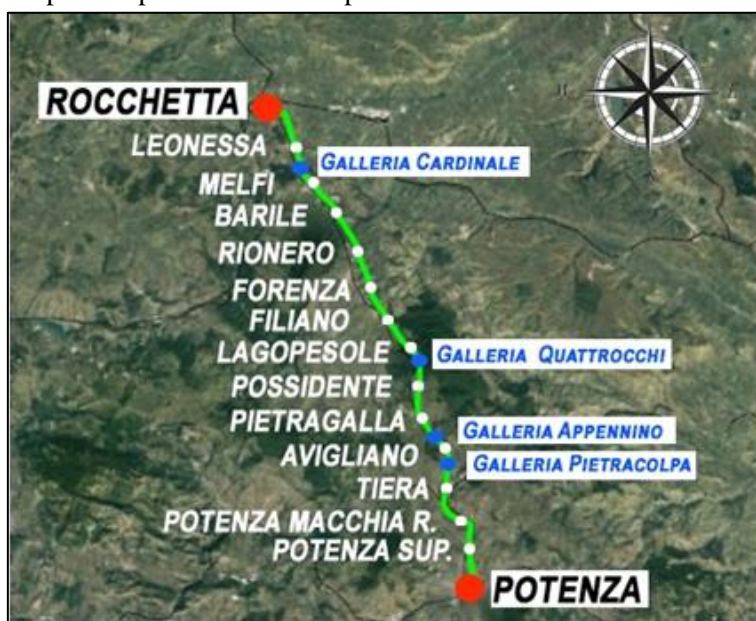 ROCCHETTA
LEONESSA
GALLERIA CARDINALE
MELFI
BARILE
RIONERO
FORENZA
FILIANO
LAGOPESOLE
GALLERIA QUATTROCCHI
POSSIDENTE
PIETRAGALLA
GALLERIA APPENNINO
AVIGLIANO
GALLERIA PIETRACOLPA
TIERA
POTENZA MACCHIA R.
POTENZA SUP.
POTENZA